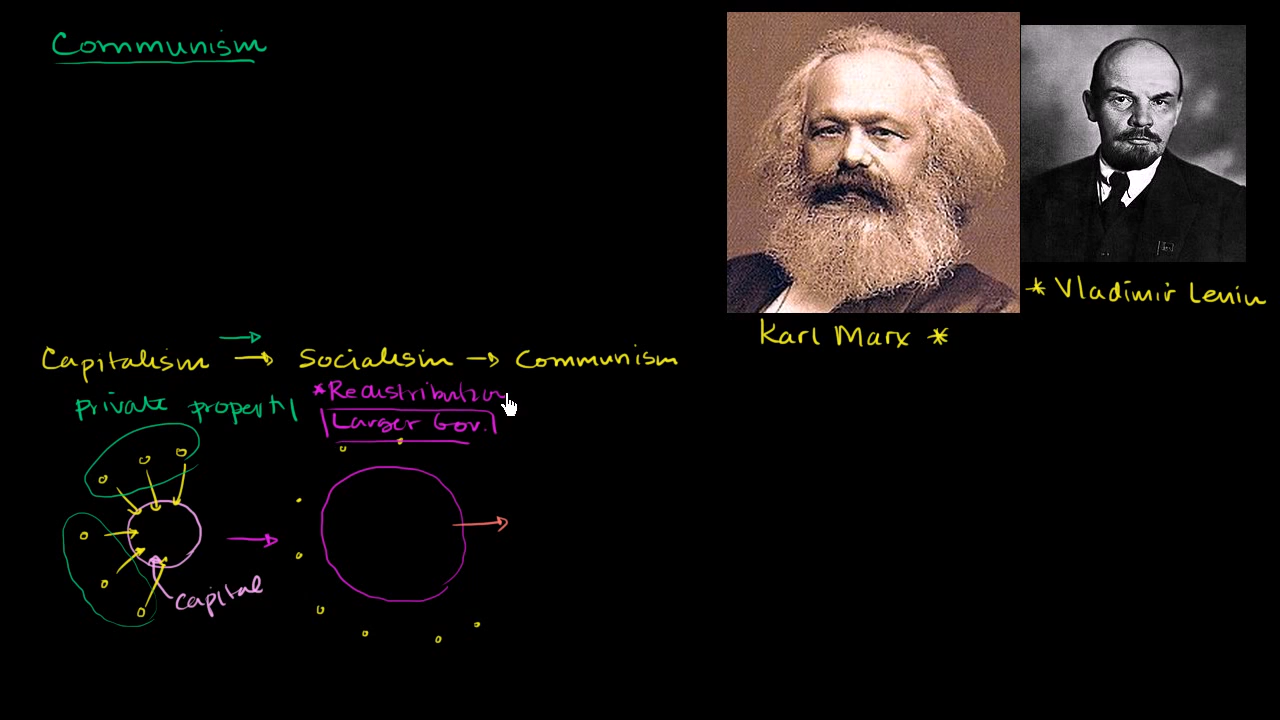 Communism
* Vladimir Lenin
Karl Marx *
Capitalism → Socialism → Communism
private property
*Redistribution
Larger Gov.
Capital